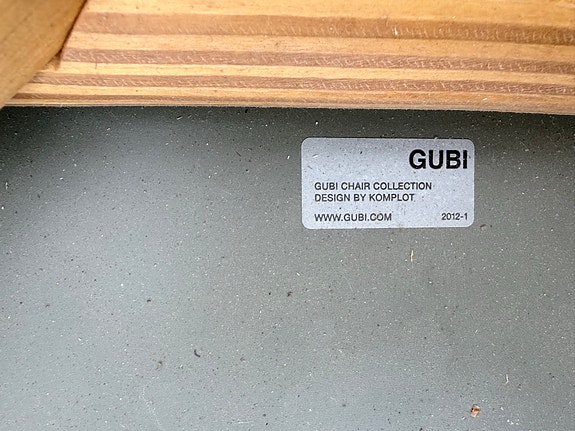 GUBI
GUBI CHAIR COLLECTION
DESIGN BY KOMPLOT
WWW.GUBI.COM 2012-1